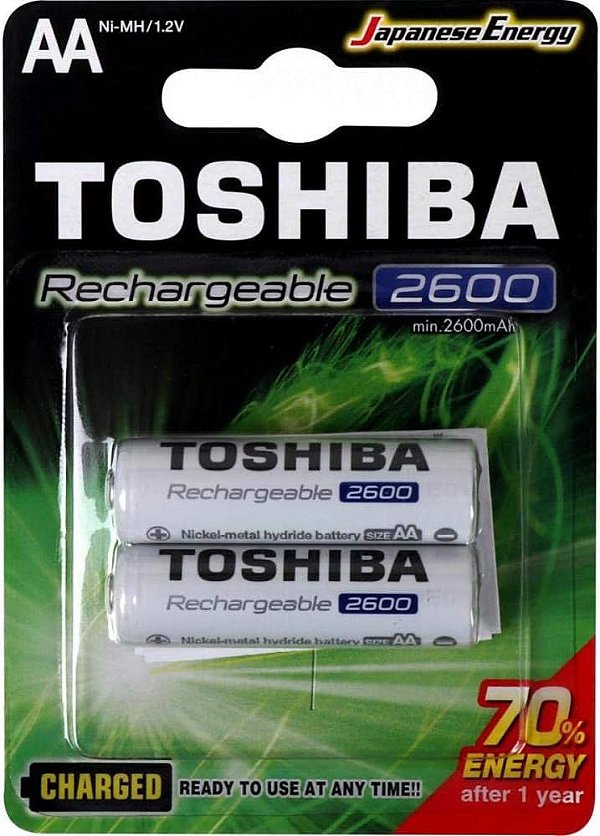 AA Ni-MH/1.2V
Japanese Energy
TOSHIBA
Rechargeable 2600
min.2600mAh
TOSHIBA
Rechargeable 2600
Nickel-metal hydride battery SIZE AA
TOSHIBA
Rechargeable 2600
Nickel-metal hydride battery SIZE AA
70%
ENERGY
after 1 year
CHARGED READY TO USE AT ANY TIME!!